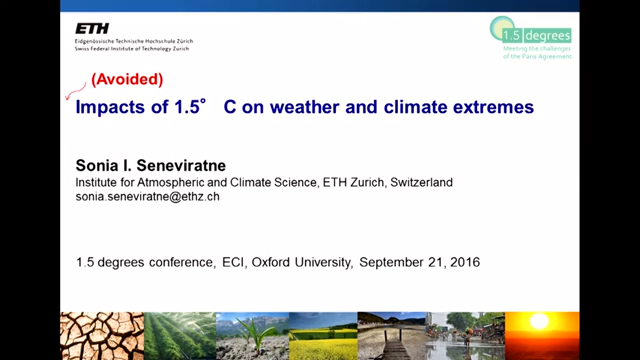 ETH
Eidgenössische Technische Hochschule Zürich
Swiss Federal Institute of Technology Zurich
1.5 degrees
Meeting the challenges
of the Paris Agreement
(Avoided)
Impacts of 1.5° C on weather and climate extremes
Sonia I. Seneviratne
Institute for Atmospheric and Climate Science, ETH Zurich, Switzerland
sonia.seneviratne@ethz.ch
1.5 degrees conference, ECI, Oxford University, September 21, 2016